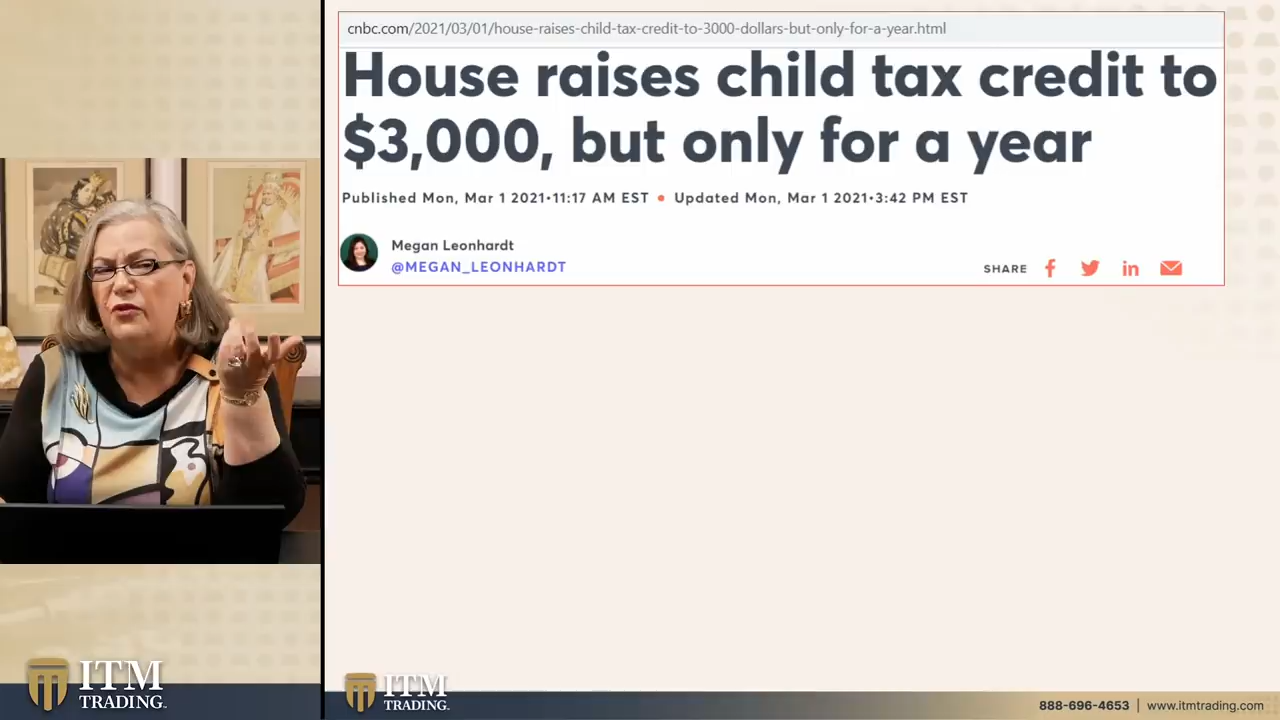 cnbc.com/2021/03/01/house-raises-child-tax-credit-to-3000-dollars-but-only-for-a-year.html
House raises child tax credit to
$3,000, but only for a year
Published Mon, Mar 1 2021•11:17 AM EST • Updated Mon, Mar 1 2021•3:42 PM EST
Megan Leonhardt
@MEGAN_LEONHARDT
SHARE
ITM
TRADING
ITM
TRADING
888-696-4653 | www.itmtrading.com